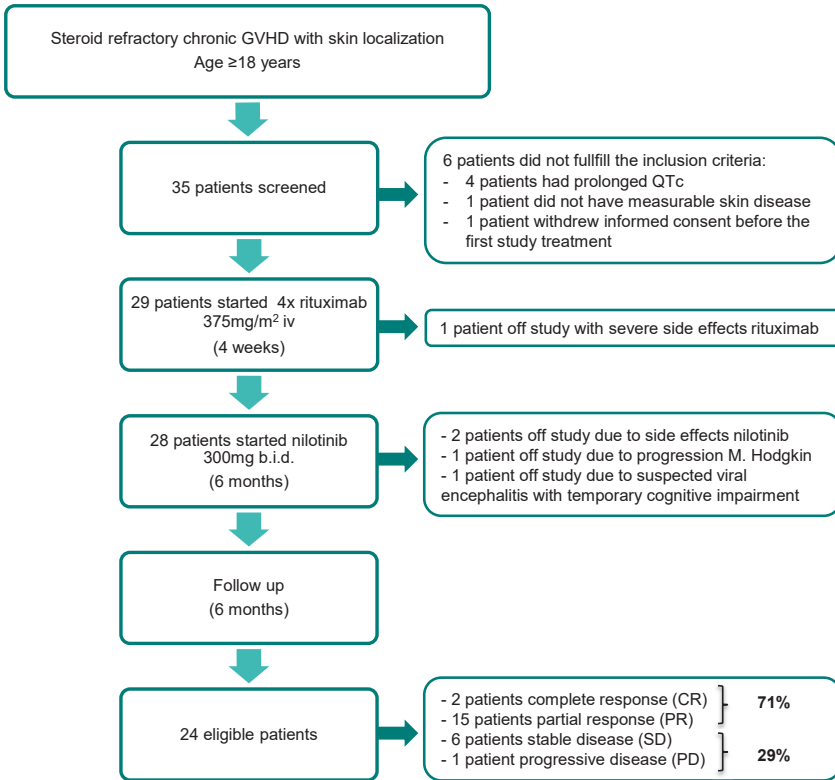 Steroid refractory chronic GVHD with skin localization
Age ≥18 years
35 patients screened
6 patients did not fullfill the inclusion criteria:
- 4 patients had prolonged QTc
- 1 patient did not have measurable skin disease
- 1 patient withdrew informed consent before the
first study treatment
29 patients started 4x rituximab
375mg/m² iv
(4 weeks)
1 patient off study with severe side effects rituximab
28 patients started nilotinib
300mg b.i.d.
(6 months)
- 2 patients off study due to side effects nilotinib
- 1 patient off study due to progression M. Hodgkin
- 1 patient off study due to suspected viral
encephalitis with temporary cognitive impairment
Follow up
(6 months)
24 eligible patients
- 2 patients complete response (CR)
- 15 patients partial response (PR)
71%
- 6 patients stable disease (SD)
- 1 patient progressive disease (PD)
29%